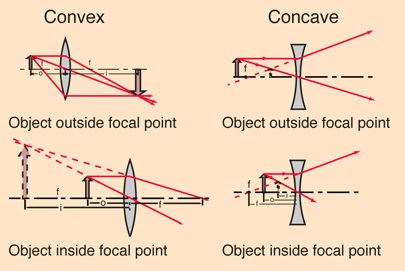 Convex
Concave
f
f
o
i
Object outside focal point
Object outside focal point
f
o
i
f
i
o
f
Object inside focal point
Object inside focal point